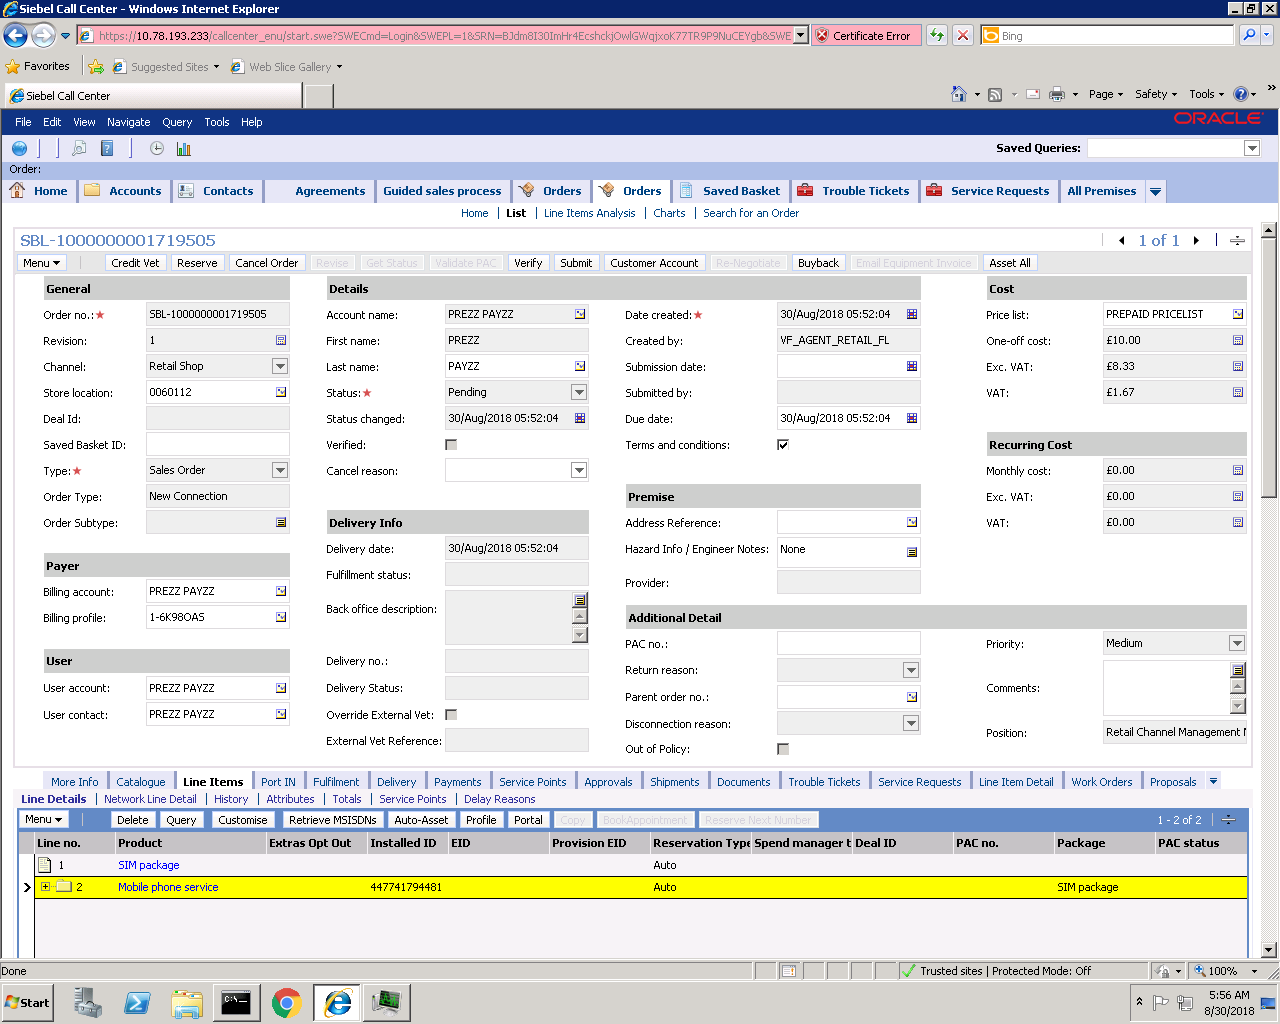 Siebel Call Center - Windows Internet Explorer
https://10.78.193.233/callcenter_enu/start.swe?SWECmd=Login&SWEPL=1&SRN=
Certificate Error
Bing
Favorites
Suggested Sites
Web Slice Gallery
Siebel Call Center
Page
Safety
Tools
File Edit View Navigate Query Tools Help
ORACLE
Saved Queries:
Order:
Home Accounts Contacts Agreements Guided sales process Orders Orders Saved Basket Trouble Tickets Service Requests All Premises
Home | List | Line Items Analysis | Charts | Search for an Order
SBL-1000000001719505
1 of 1
Menu Credit Vet Reserve Cancel Order Revise Get Status Validate PAC Verify Submit Customer Account Re-Negotiate Buyback Email Equipment Invoice Asset All
General
Order no.:★ SBL-1000000001719505
Revision: 1
Channel: Retail Shop
Store location: 0060112
Deal Id:
Saved Basket ID:
Type:★ Sales Order
Order Type: New Connection
Order Subtype:
Payer
Billing account: PREZZ PAYZZ
Billing profile: 1-6K98OAS
User
User account: PREZZ PAYZZ
User contact: PREZZ PAYZZ
Details
Account name: PREZZ PAYZZ
First name: PREZZ
Last name: PAYZZ
Status:★ Pending
Status changed: 30/Aug/2018 05:52:04
Verified:
Cancel reason:
Delivery Info
Delivery date: 30/Aug/2018 05:52:04
Fulfillment status:
Back office description:
Delivery no.:
Delivery Status:
Override External Vet:
External Vet Reference:
Date created:★ 30/Aug/2018 05:52:04
Created by: VF_AGENT_RETAIL_FL
Submission date:
Submitted by:
Due date: 30/Aug/2018 05:52:04
Terms and conditions:
Premise
Address Reference:
Hazard Info / Engineer Notes: None
Provider:
Additional Detail
PAC no.:
Return reason:
Parent order no.:
Disconnection reason:
Out of Policy:
Cost
Price list: PREPAID PRICELIST
One-off cost: £10.00
Exc. VAT: £8.33
VAT: £1.67
Recurring Cost
Monthly cost: £0.00
Exc. VAT: £0.00
VAT: £0.00
Priority: Medium
Comments:
Position: Retail Channel Management
More Info Catalogue Line Items Port IN Fulfilment Delivery Payments Service Points Approvals Shipments Documents Trouble Tickets Service Requests Line Item Detail Work Orders Proposals
Line Details | Network Line Detail | History | Attributes | Totals | Service Points | Delay Reasons
Menu Delete Query Customise Retrieve MSISDNs Auto-Asset Profile Portal Copy BookAppointment Reserve Next Number
1 - 2 of 2
Line no. Product Extras Opt Out Installed ID EID Provision EID Reservation Type Spend manager t Deal ID PAC no. Package PAC status
1 SIM package Auto
2 Mobile phone service 447741794481 Auto SIM package
Done
Trusted sites | Protected Mode: Off
100%
Start
5:56 AM
8/30/2018